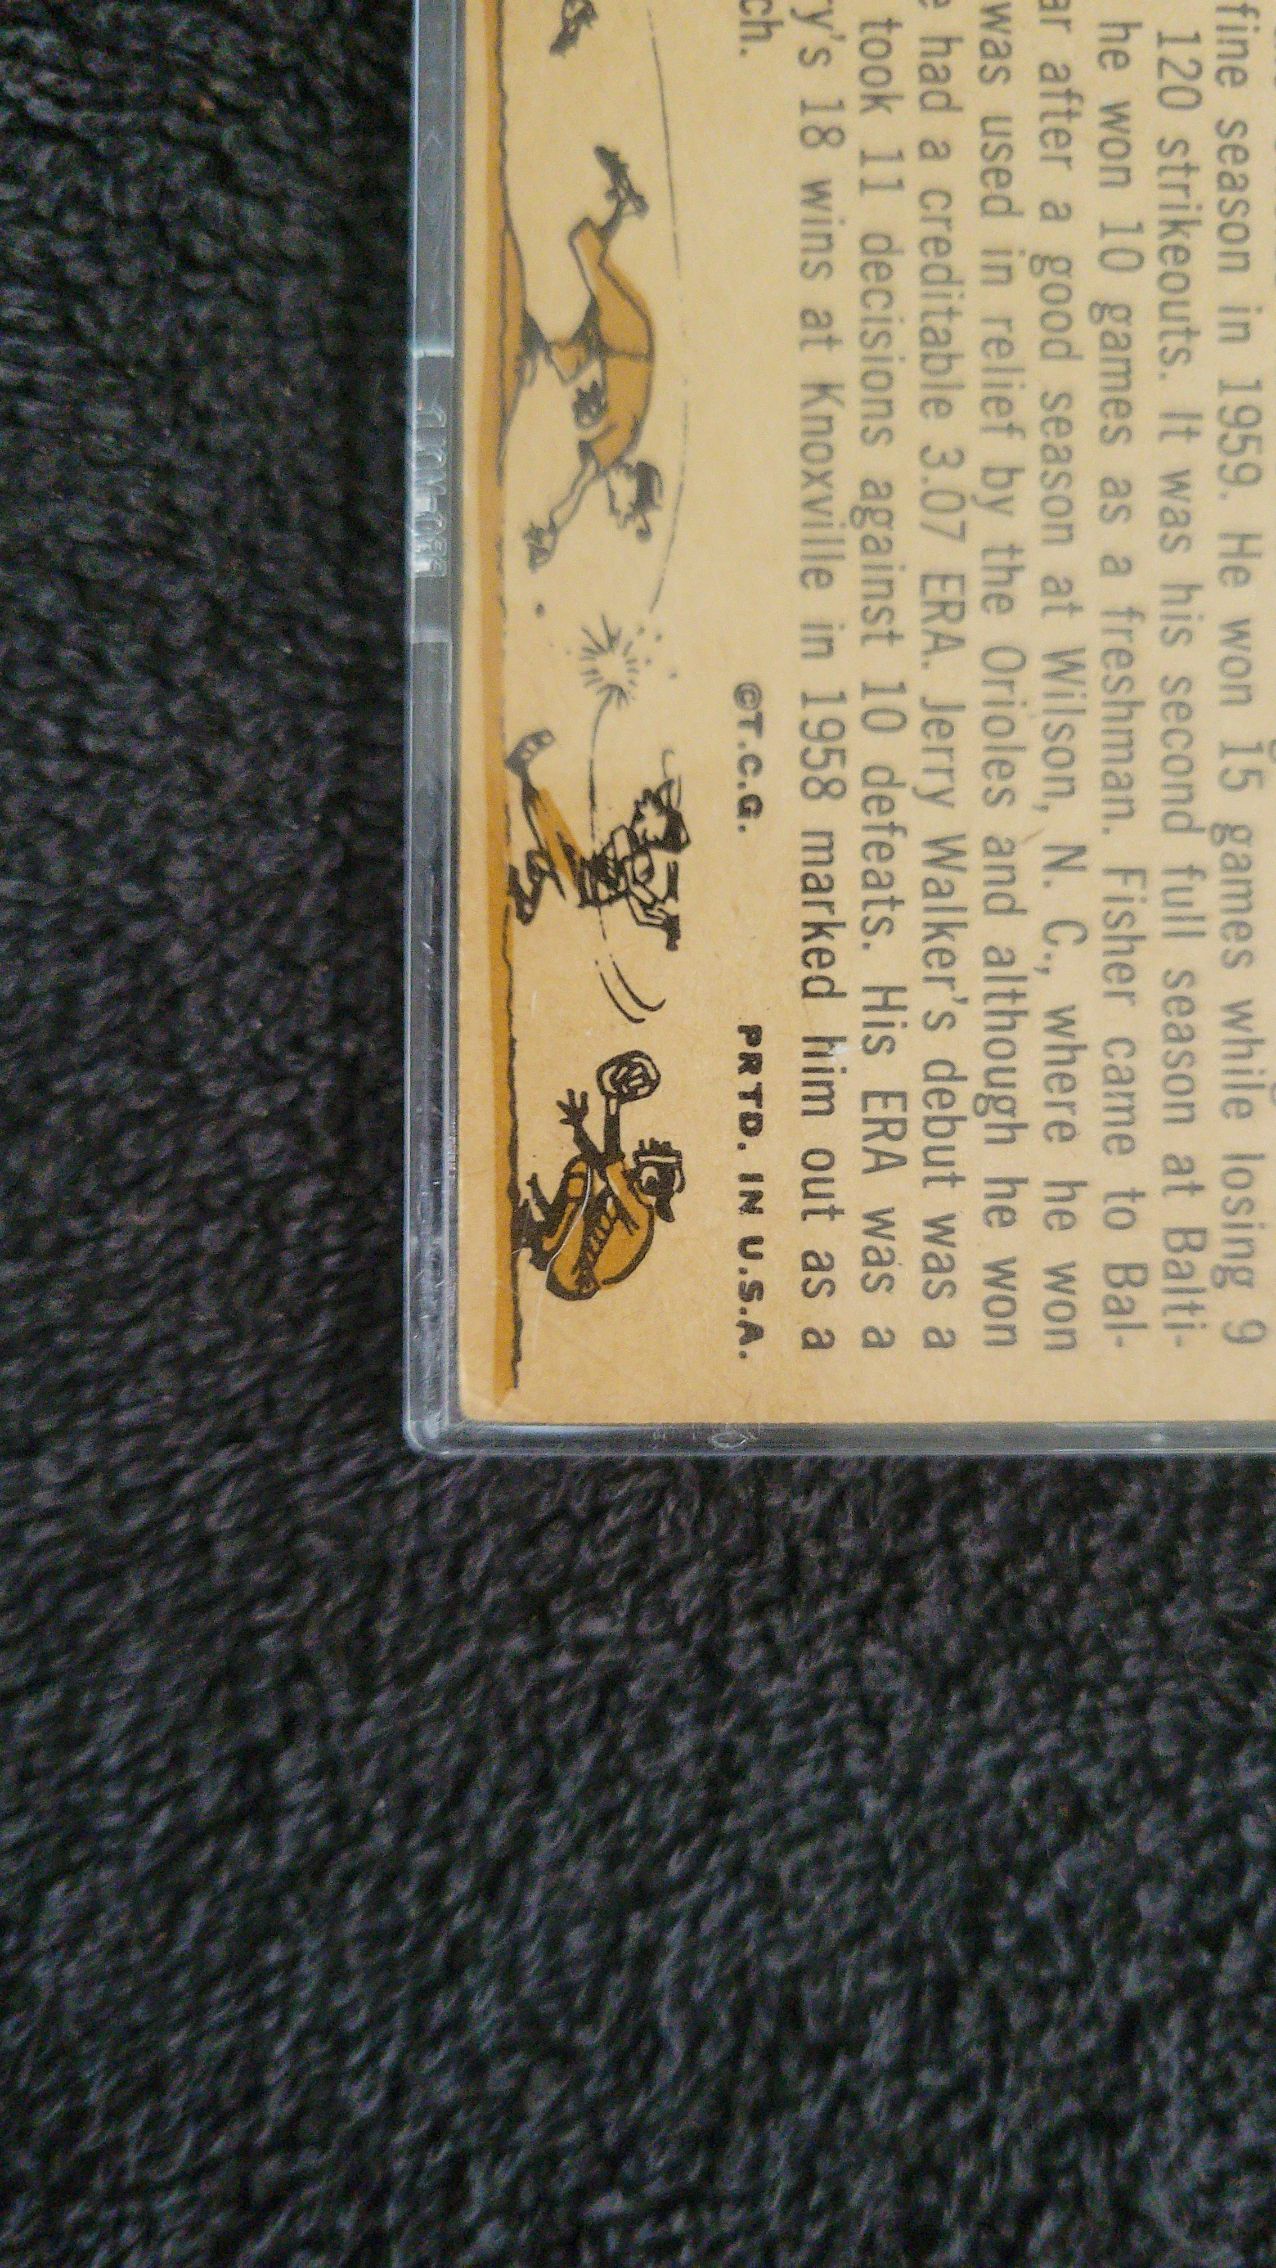 fine season in 1959. He won 15 games while losing 9
120 strikeouts. It was his second full season at Balti-
he won 10 games as a freshman. Fisher came to Bal-
ar after a good season at Wilson, N. C., where he won
was used in relief by the Orioles and although he won
e had a creditable 3.07 ERA. Jerry Walker's debut was a
took 11 decisions against 10 defeats. His ERA was a
ry's 18 wins at Knoxville in 1958 marked him out as a
ch.
©T.C.G. PRTD. IN U.S.A.